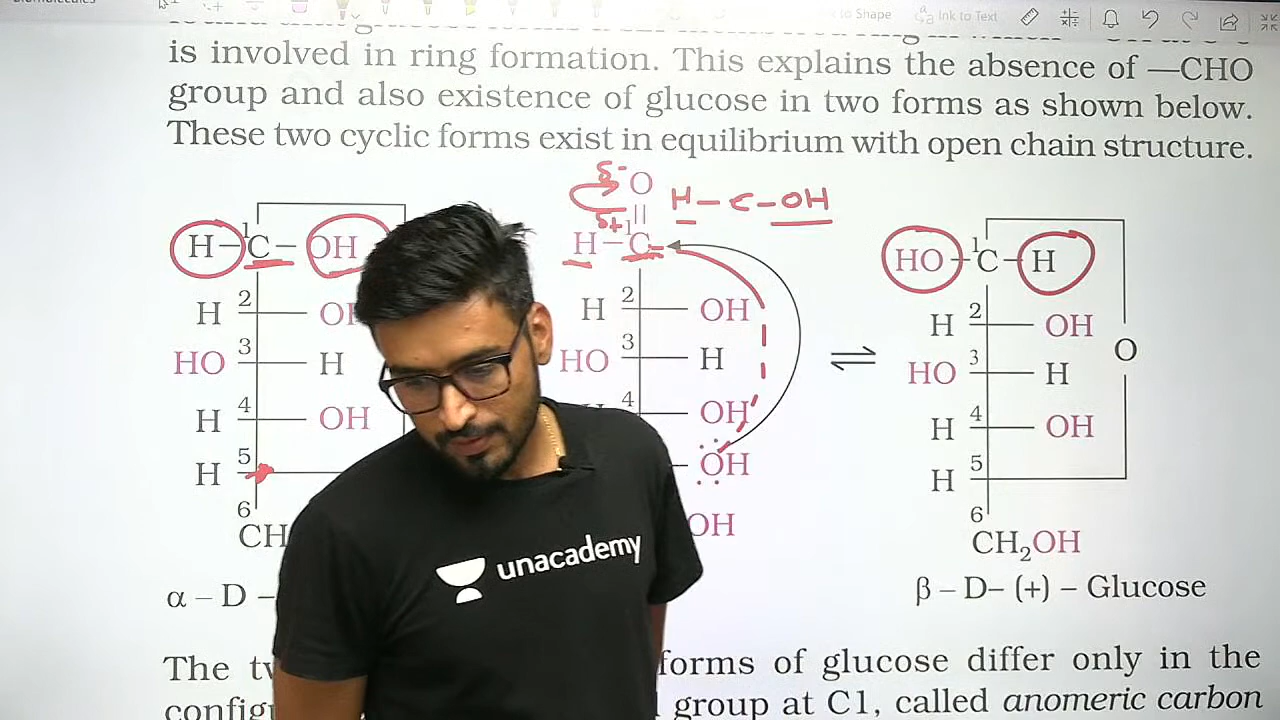 to Shape Ink to Text
is involved in ring formation. This explains the absence of —CHO
group and also existence of glucose in two forms as shown below.
These two cyclic forms exist in equilibrium with open chain structure.
δ- O H - C - OH
δ+
H – 1 C – OH H – 1 C - HO – 1 C – H
H 2 OH H 2 OH H 2 OH
HO 3 H HO 3 H HO 3 H
O
H 4 OH 4 OH H 4 OH
H 5 OH H 5
6 OH 6
CH CH2OH
unacademy
α – D – β – D– (+) – Glucose
The forms of glucose differ only in the
group at C1, called anomeric carbon